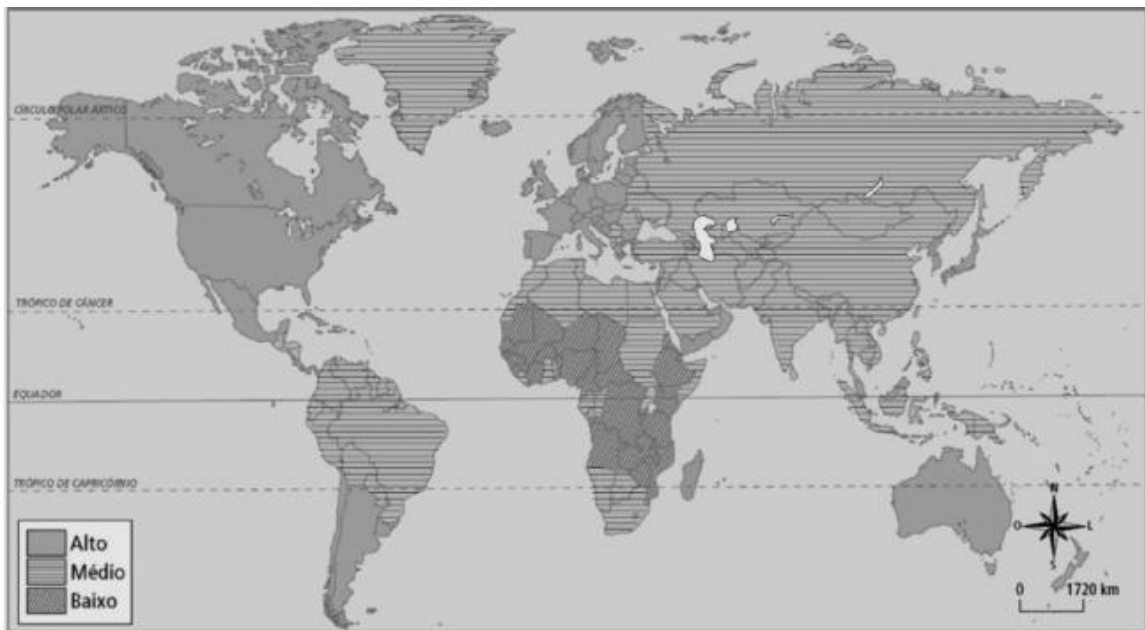 CÍRCULO POLAR ÁRTICO
TRÓPICO DE CÂNCER
EQUADOR
TRÓPICO DE CAPRICÓRNIO
Alto
Médio
Baixo
N
O
L
S
0 1720 km